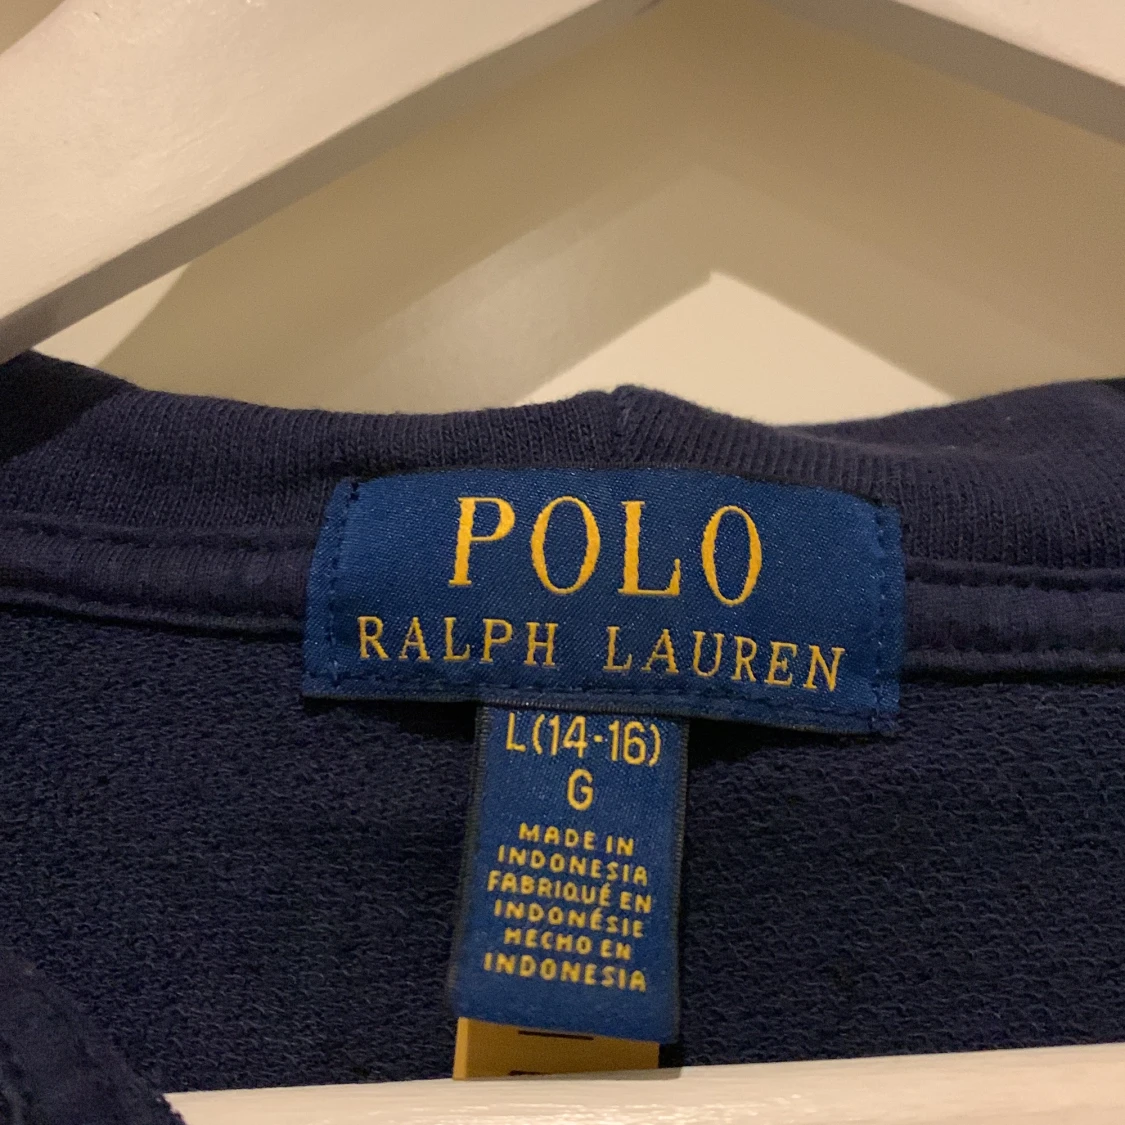 POLO
RALPH LAUREN
L(14-16)
G
MADE IN
INDONESIA
FABRIQUÉ EN
INDONÉSIE
HECHO EN
INDONESIA